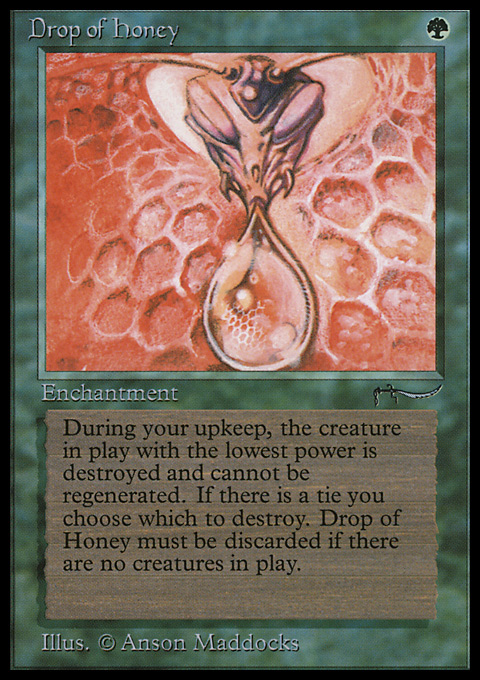 Drop of Honey
Enchantment
During your upkeep, the creature
in play with the lowest power is
destroyed and cannot be
regenerated. If there is a tie you
choose which to destroy. Drop of
Honey must be discarded if there
are no creatures in play.
Illus. © Anson Maddocks